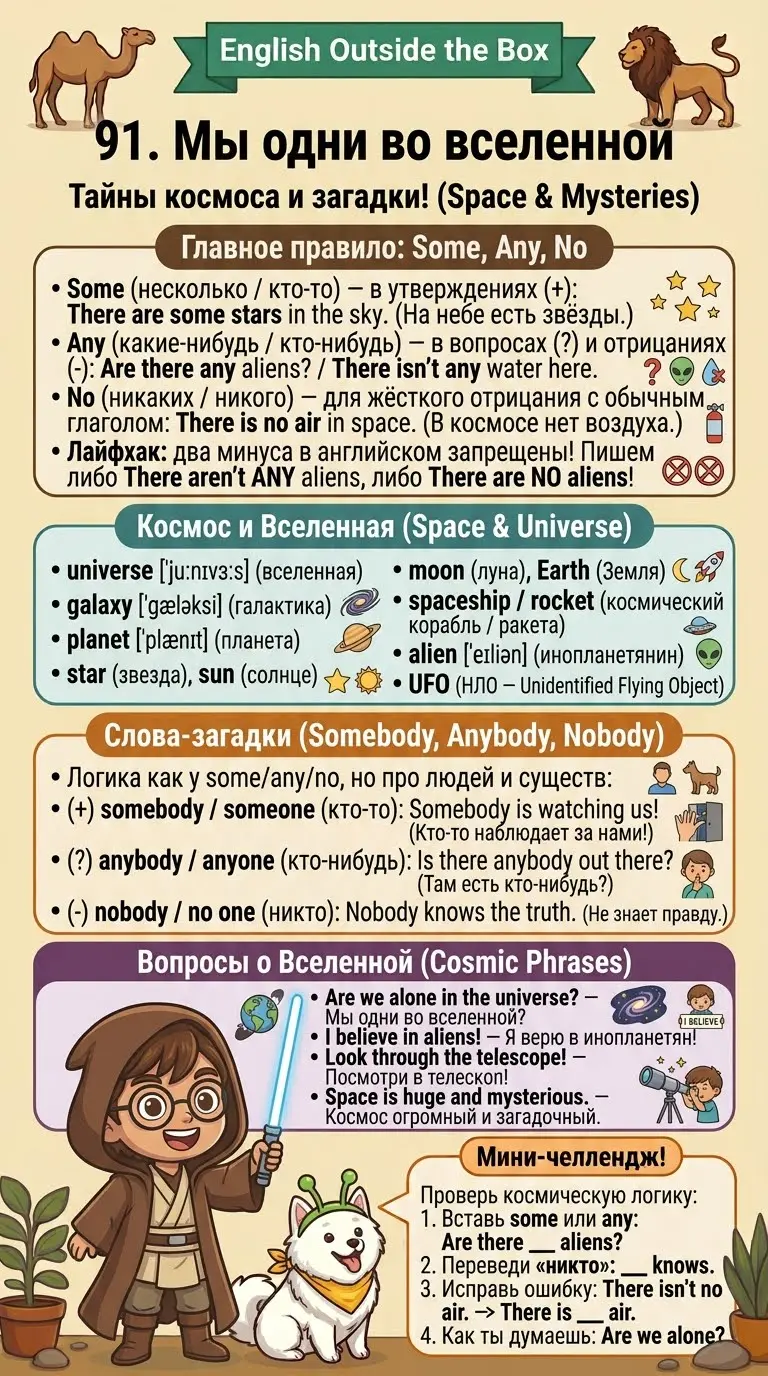 English Outside the Box
91. Мы одни во вселенной
Тайны космоса и загадки! (Space & Mysteries)
Главное правило: Some, Any, No
• Some (несколько / кто-то) — в утверждениях (+):
There are some stars in the sky. (На небе есть звёзды.)
• Any (какие-нибудь / кто-нибудь) — в вопросах (?) и отрицаниях
(-): Are there any aliens? / There isn't any water here.
• No (никаких / никого) — для жёсткого отрицания с обычным
глаголом: There is no air in space. (В космосе нет воздуха.)
• Лайфхак: два минуса в английском запрещены! Пишем
либо There aren't ANY aliens, либо There are NO aliens!
Космос и Вселенная (Space & Universe)
• universe ['ju:nɪvɜ:s] (вселенная)
• galaxy ['gæləksi] (галактика)
• planet ['plænɪt] (планета)
• star (звезда), sun (солнце)
• moon (луна), Earth (Земля)
• spaceship / rocket (космический
корабль / ракета)
• alien ['eɪliən] (инопланетянин)
• UFO (НЛО — Unidentified Flying Object)
Слова-загадки (Somebody, Anybody, Nobody)
• Логика как у some/any/no, но про людей и существ:
• (+) somebody / someone (кто-то): Somebody is watching us!
(Кто-то наблюдает за нами!)
• (?) anybody / anyone (кто-нибудь): Is there anybody out there?
(Там есть кто-нибудь?)
• (-) nobody / no one (никто): Nobody knows the truth. (Не знает правду.)
Вопросы о Вселенной (Cosmic Phrases)
• Are we alone in the universe? —
Мы одни во вселенной?
• I believe in aliens! — Я верю в инопланетян!
• Look through the telescope! —
Посмотри в телескоп!
• Space is huge and mysterious. —
Космос огромный и загадочный.
I BELIEVE
Мини-челлендж!
Проверь космическую логику:
1. Вставь some или any:
Are there __ aliens?
2. Переведи «никто»: __ knows.
3. Исправь ошибку: There isn't no
air. -> There is __ air.
4. Как ты думаешь: Are we alone?